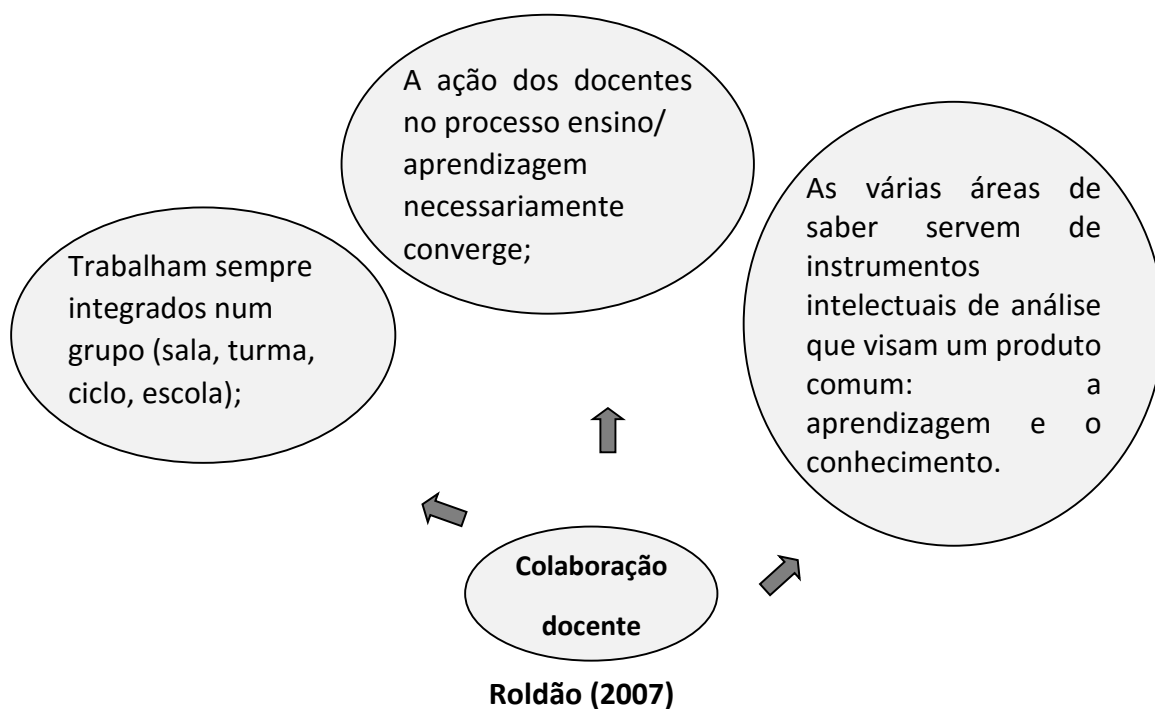 Trabalham sempre
integrados num
grupo (sala, turma,
ciclo, escola);
A ação dos docentes
no processo ensino/
aprendizagem
necessariamente
converge;
As várias áreas de
saber servem de
instrumentos
intelectuais de análise
que visam um produto
comum: a
aprendizagem e o
conhecimento.
Colaboração
docente
Roldão (2007)